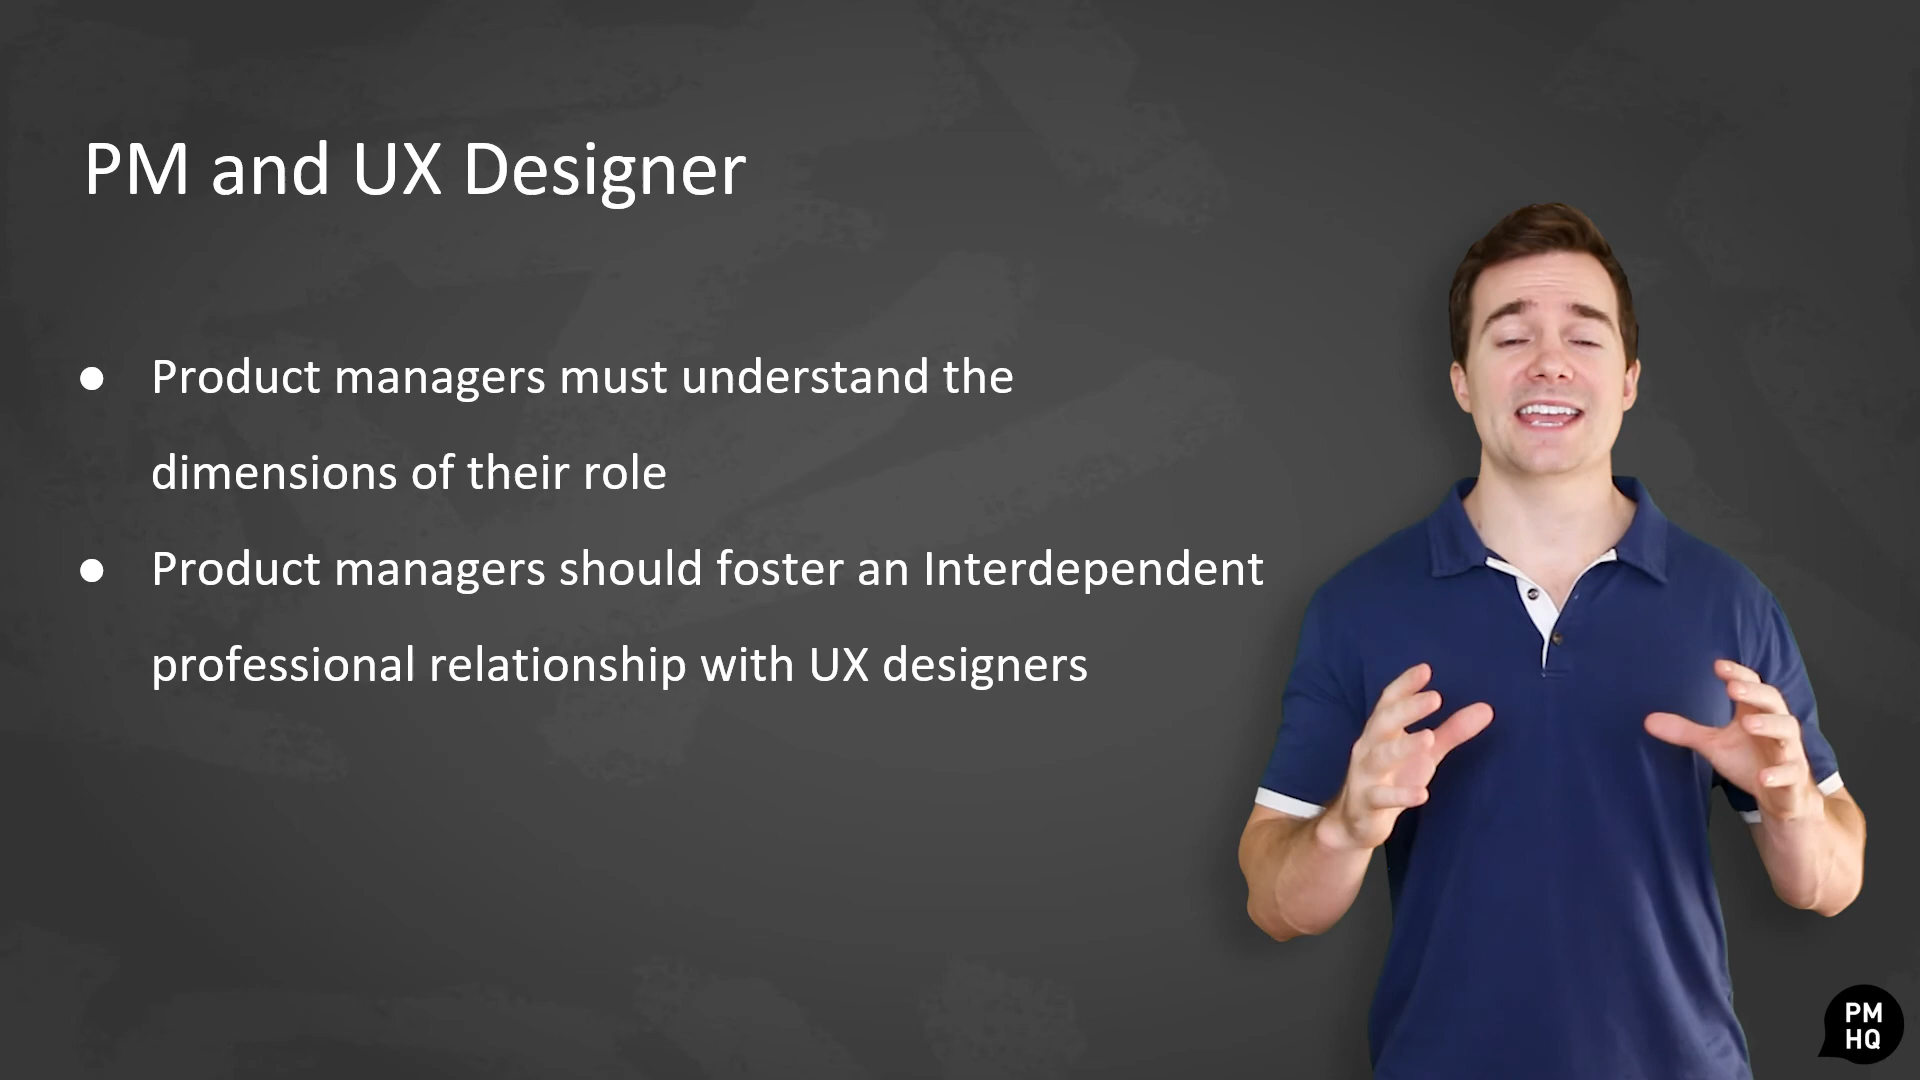 PM and UX Designer
● Product managers must understand the
dimensions of their role
● Product managers should foster an Interdependent
professional relationship with UX designers
PM
HQ